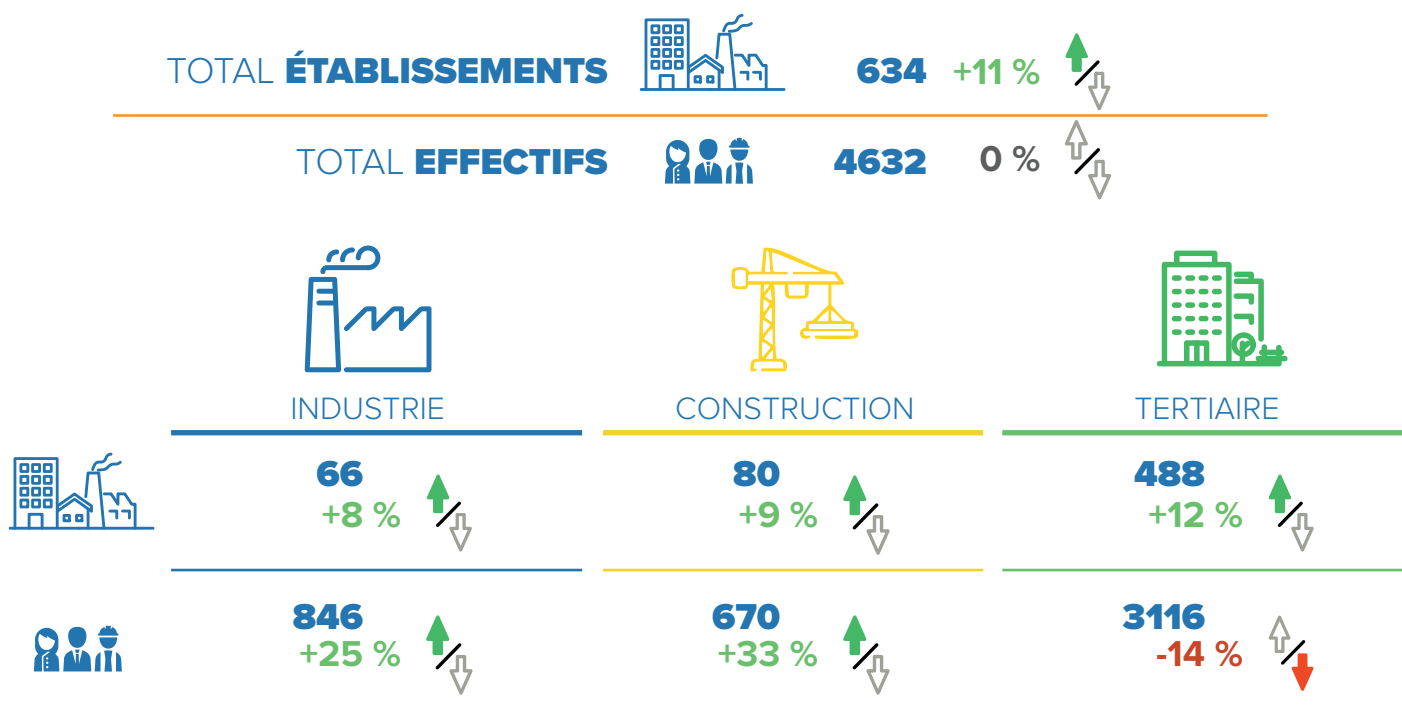 TOTAL ÉTABLISSEMENTS 634 +11 %
TOTAL EFFECTIFS 4632 0 %
INDUSTRIE CONSTRUCTION TERTIAIRE
66 80 488
+8 % +9 % +12 %
846 670 3116
+25 % +33 % -14 %